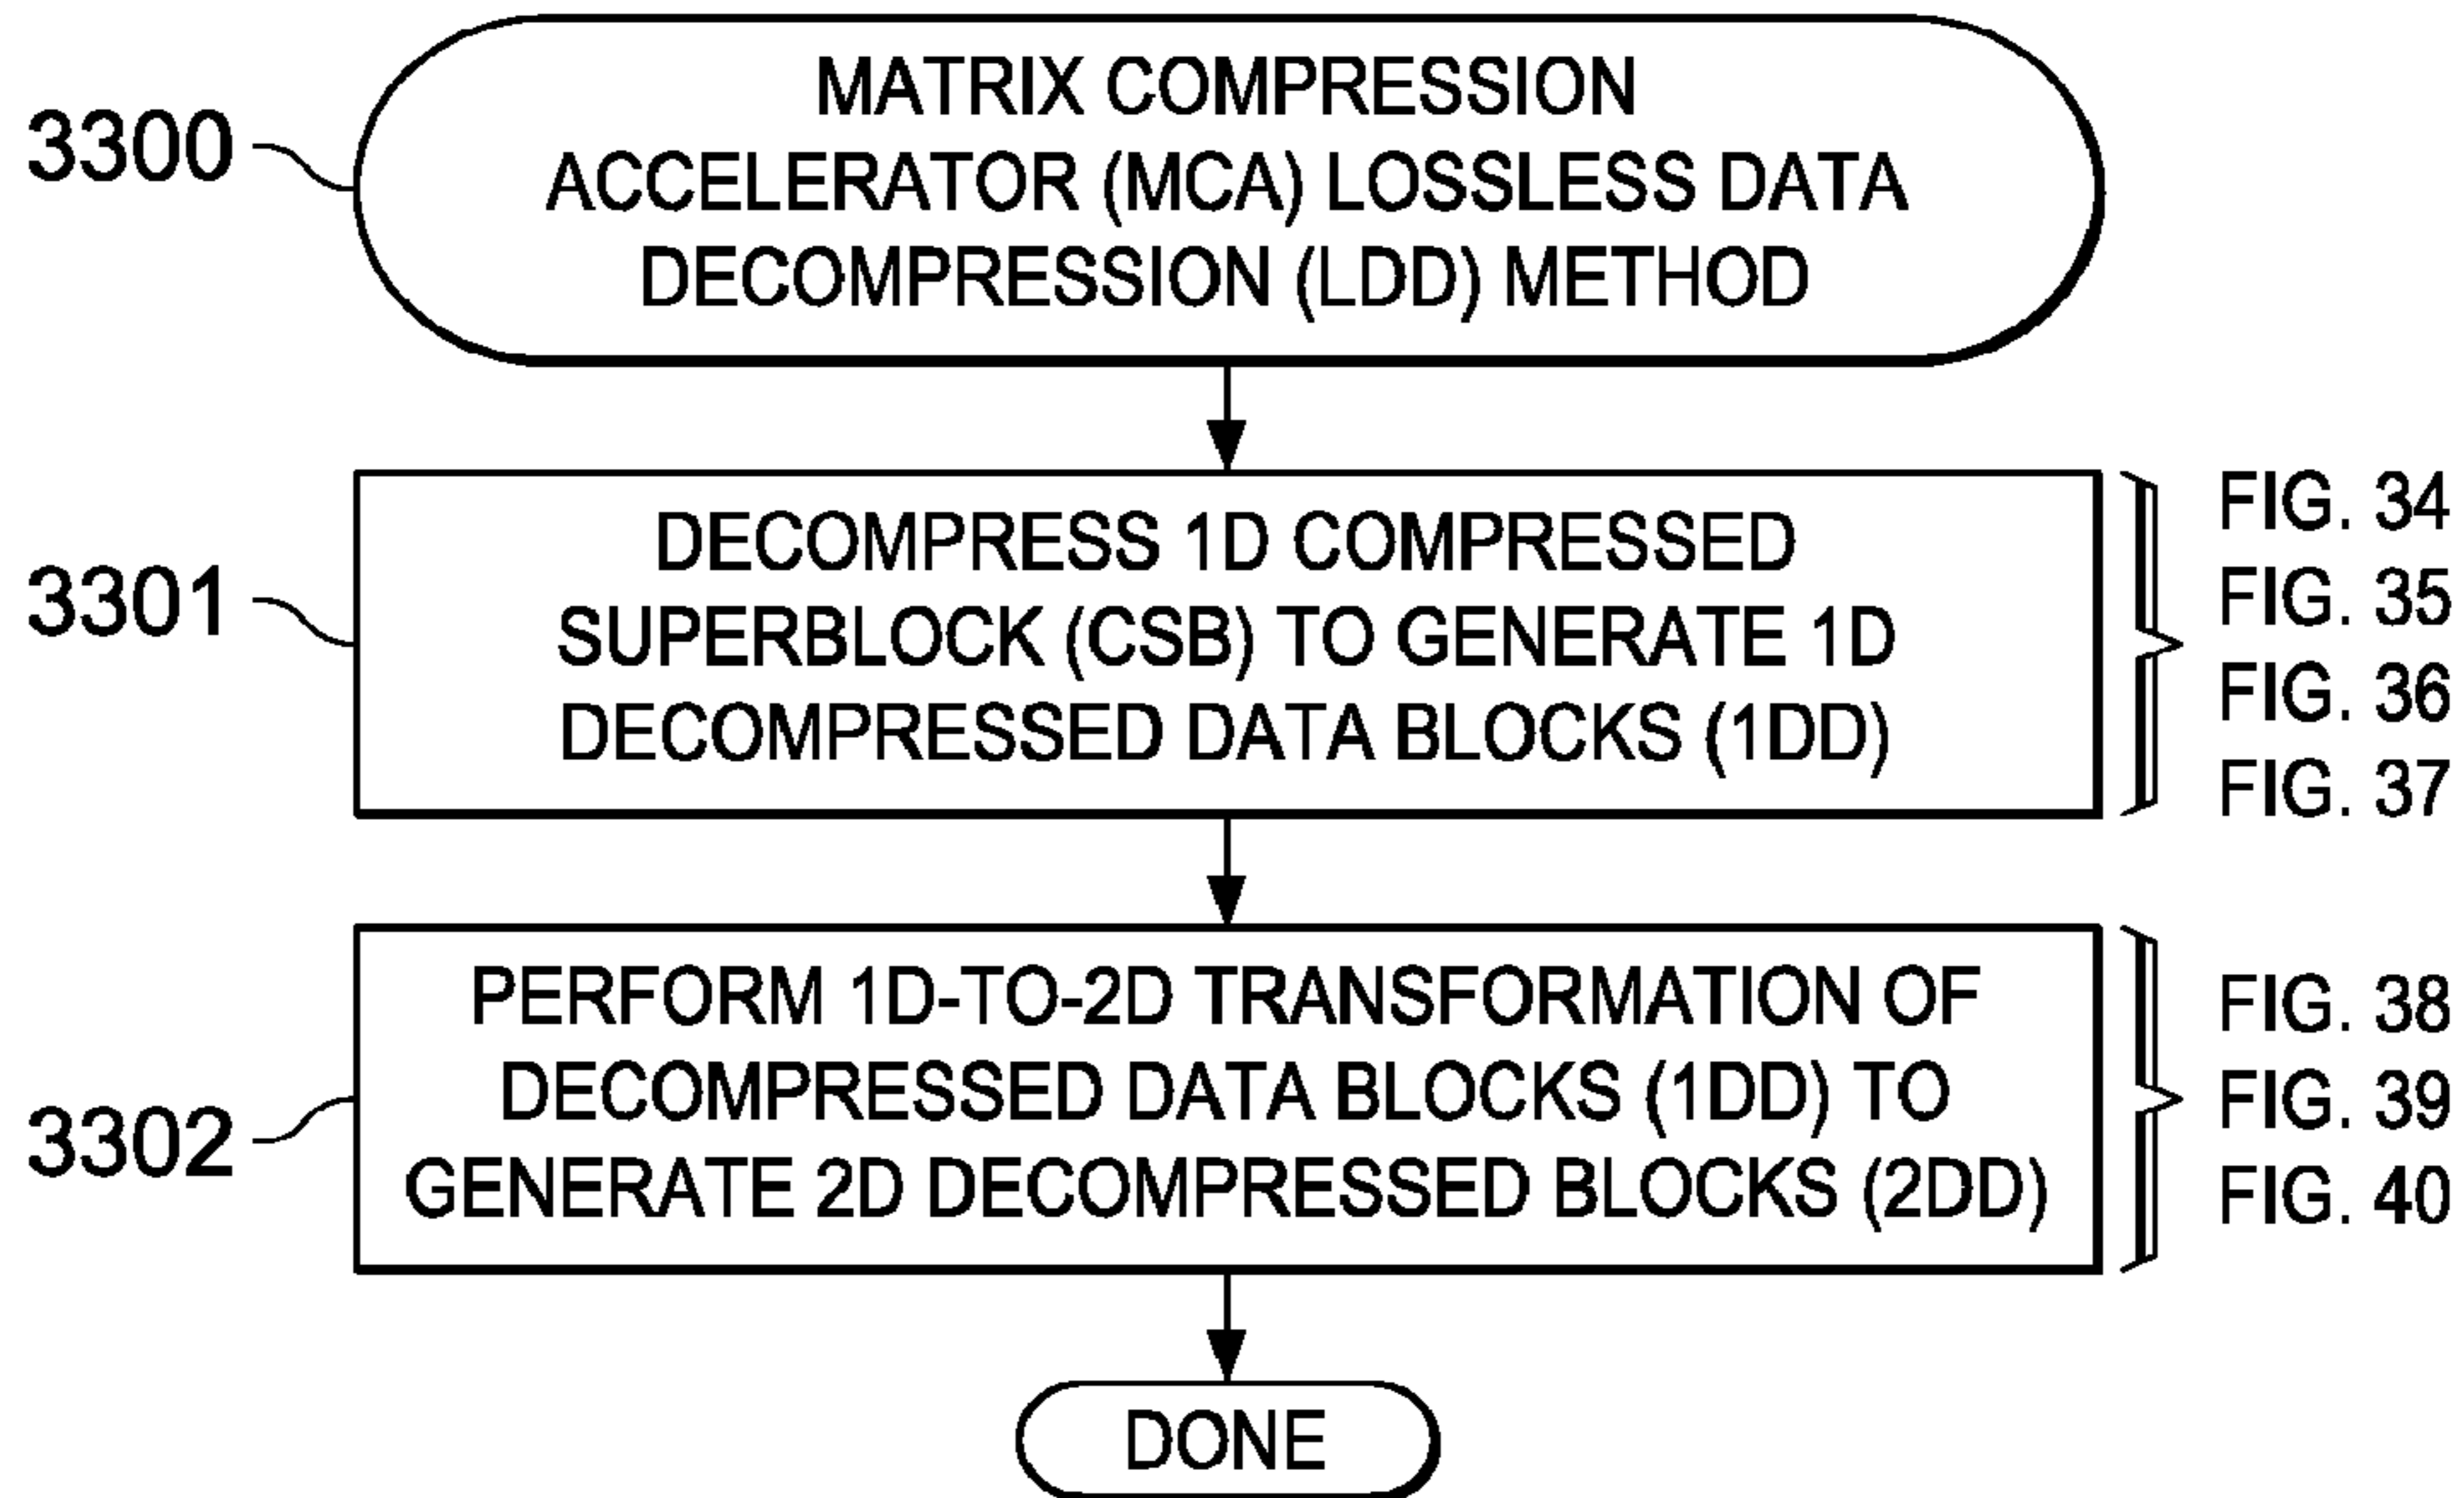 3300
MATRIX COMPRESSION
ACCELERATOR (MCA) LOSSLESS DATA
DECOMPRESSION (LDD) METHOD
3301
DECOMPRESS 1D COMPRESSED
SUPERBLOCK (CSB) TO GENERATE 1D
DECOMPRESSED DATA BLOCKS (1DD)
FIG. 34
FIG. 35
FIG. 36
FIG. 37
3302
PERFORM 1D-TO-2D TRANSFORMATION OF
DECOMPRESSED DATA BLOCKS (1DD) TO
GENERATE 2D DECOMPRESSED BLOCKS (2DD)
FIG. 38
FIG. 39
FIG. 40
DONE